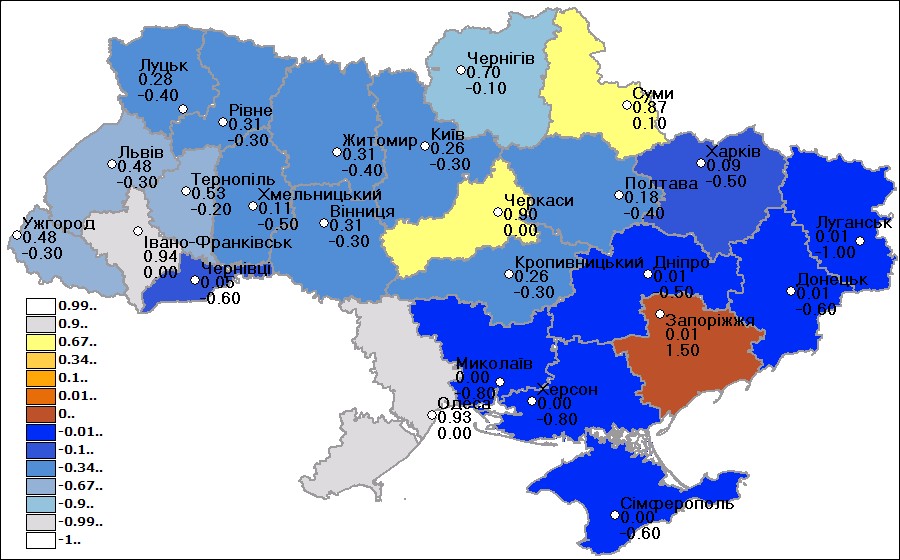 Чернігів
0.70
-0.10
Луцьк
0.28
-0.40
Суми
0.87
0.10
Рівне
0.31
-0.30
Київ
0.26
-0.30
Житомир
0.31
-0.40
Львів
0.48
-0.30
Харків
0.09
-0.50
Тернопіль
0.53
-0.20
Полтава
0.18
-0.40
Хмельницький
0.11
-0.50
Черкаси
0.90
0.00
Вінниця
0.31
-0.30
Ужгород
0.48
-0.30
Луганськ
0.01
-1.00
Івано-Франківськ
0.94
0.00
Чернівці
0.05
-0.60
Кропивницький
0.26
-0.30
Дніпро
0.01
-0.50
Донецьк
0.01
-0.60
Запоріжжя
0.01
1.50
Миколаїв
0.00
-0.80
Херсон
0.00
-0.80
Одеса
0.93
0.00
Сімферополь
0.00
-0.60
0.99..
0.9..
0.67..
0.34..
0.1..
0.01..
0..
-0.01..
-0.1..
-0.34..
-0.67..
-0.9..
-0.99..
-1..